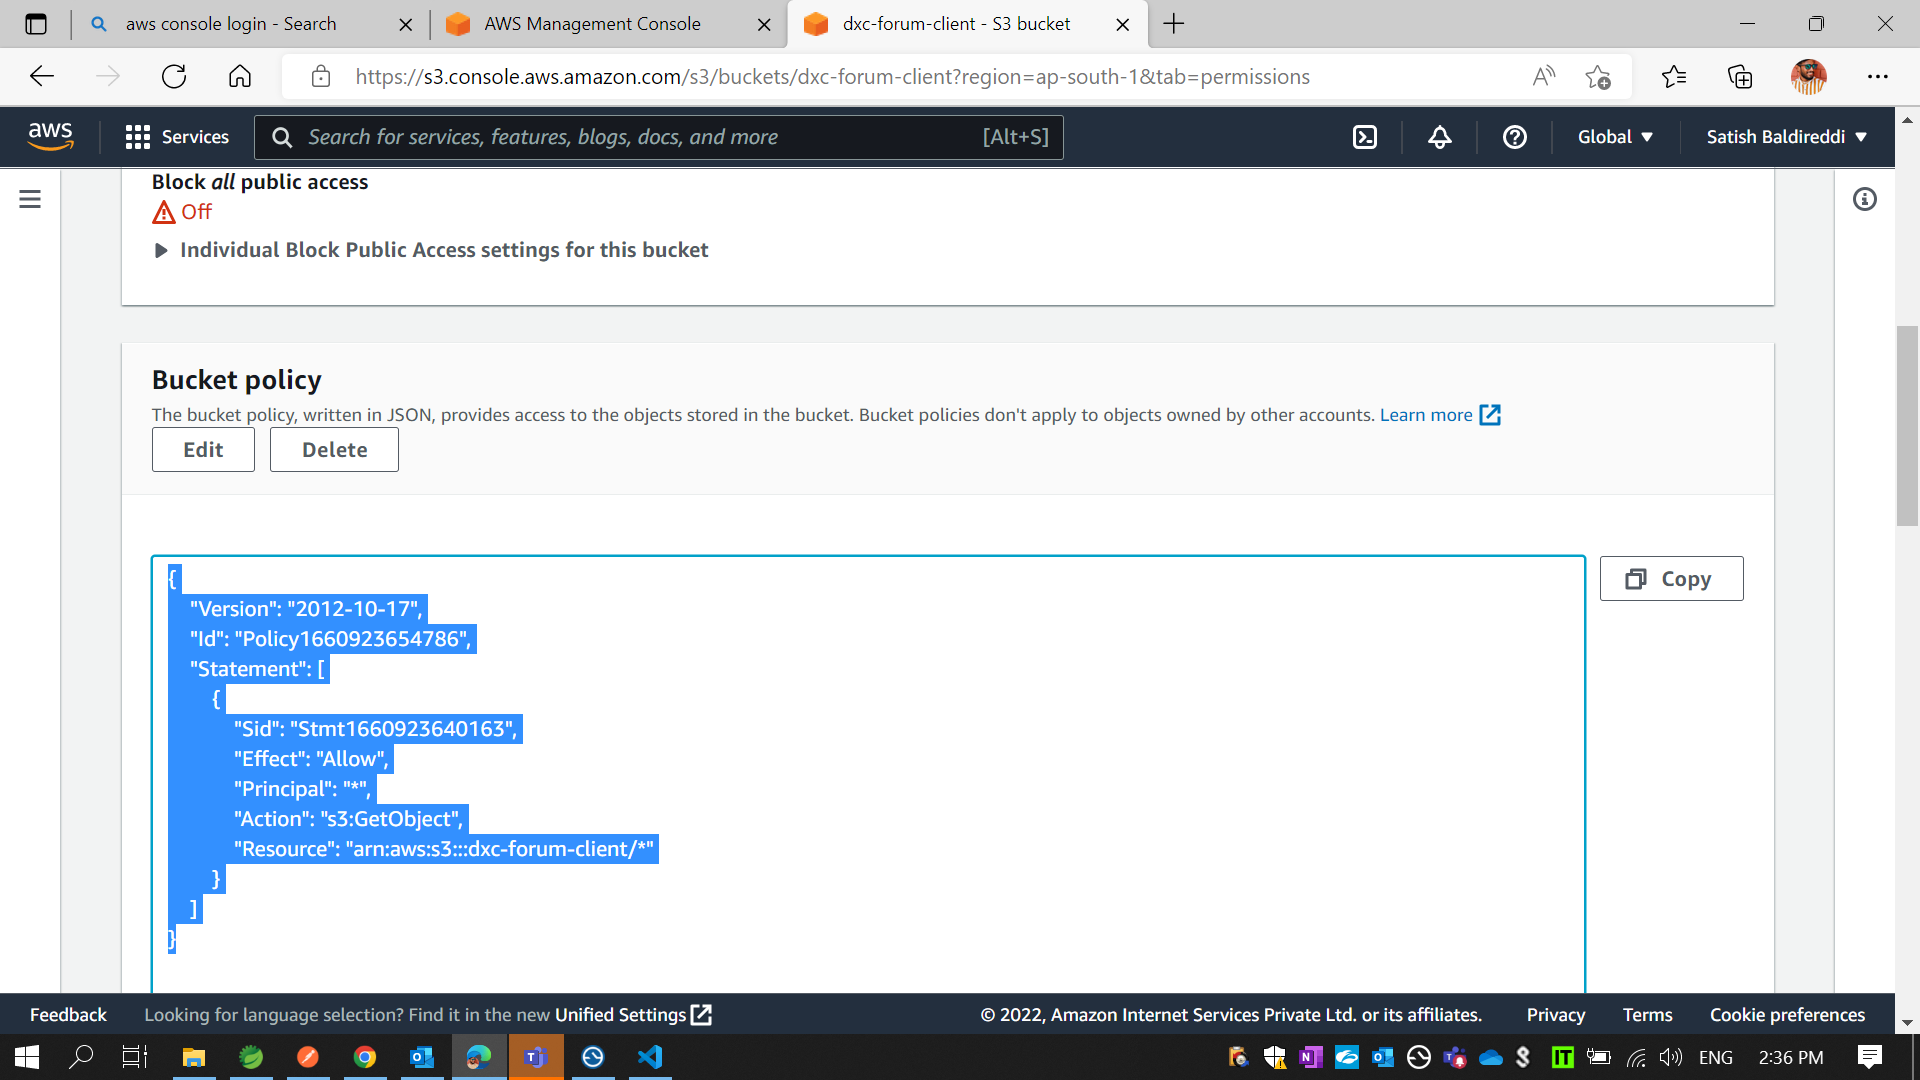 aws console login - Search
AWS Management Console
dxc-forum-client - S3 bucket
https://s3.console.aws.amazon.com/s3/buckets/dxc-forum-client?region=ap-south-1&tab=permissions
aws
Services
Search for services, features, blogs, docs, and more
[Alt+S]
Global
Satish Baldireddi
Block all public access
Off
Individual Block Public Access settings for this bucket
Bucket policy
The bucket policy, written in JSON, provides access to the objects stored in the bucket. Bucket policies don't apply to objects owned by other accounts. Learn more
Edit
Delete
Copy
{
"Version": "2012-10-17",
"Id": "Policy1660923654786",
"Statement": [
{
"Sid": "Stmt1660923640163",
"Effect": "Allow",
"Principal": "*",
"Action": "s3:GetObject",
"Resource": "arn:aws:s3:::dxc-forum-client/*"
}
]
}
Feedback
Looking for language selection? Find it in the new Unified Settings
© 2022, Amazon Internet Services Private Ltd. or its affiliates.
Privacy
Terms
Cookie preferences
ENG
2:36 PM